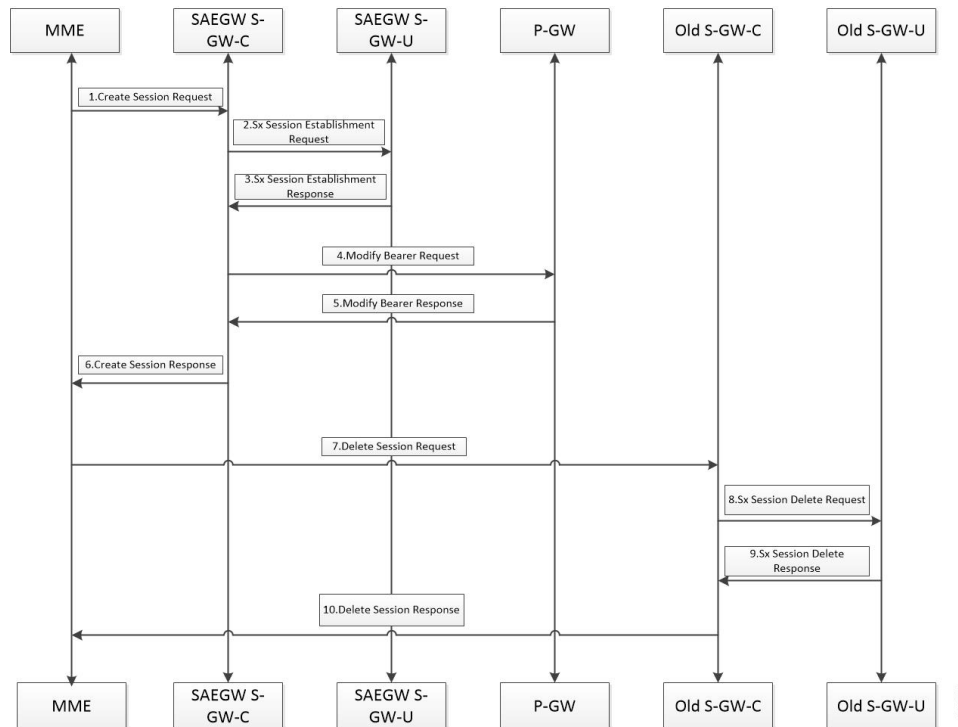 MME
SAEGW S-
GW-C
SAEGW S-
GW-U
P-GW
Old S-GW-C
Old S-GW-U
1.Create Session Request
2.Sx Session Establishment
Request
3.Sx Session Establishment
Response
4.Modify Bearer Request
5.Modify Bearer Response
6.Create Session Response
7.Delete Session Request
8.Sx Session Delete Request
9.Sx Session Delete
Response
10.Delete Session Response
MME
SAEGW S-
GW-C
SAEGW S-
GW-U
P-GW
Old S-GW-C
Old S-GW-U